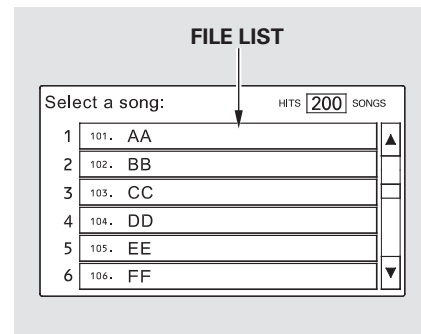 FILE LIST
Select a song: HITS 200 SONGS
1 101. AA
2 102. BB
3 103. CC
4 104. DD
5 105. EE
6 106. FF